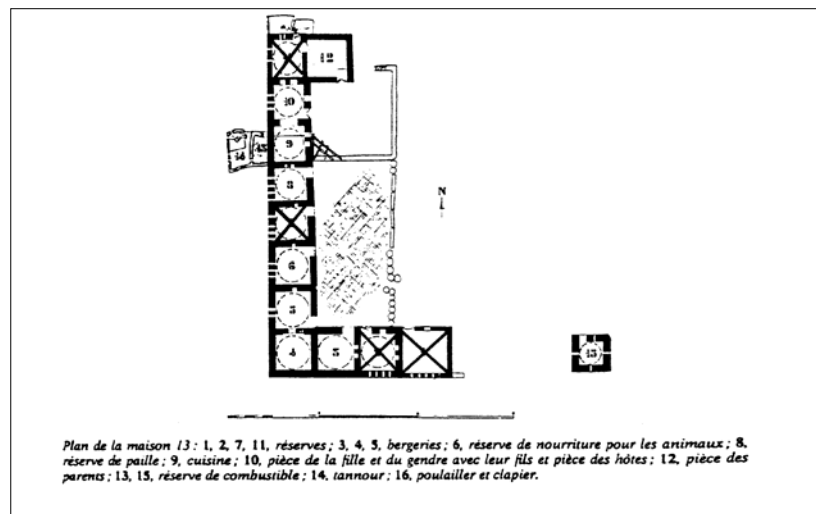 12
10
9
14
N
8
6
3
4
5
13
Plan de la maison 13 : 1, 2, 7, 11, réserves ; 3, 4, 5, bergeries ; 6, réserve de nourriture pour les animaux ; 8,
réserve de paille ; 9, cuisine ; 10, pièce de la fille et du gendre avec leur fils et pièce des hôtes ; 12, pièce des
parents ; 13, 15, réserve de combustible ; 14, tannour ; 16, poulailler et clapier.